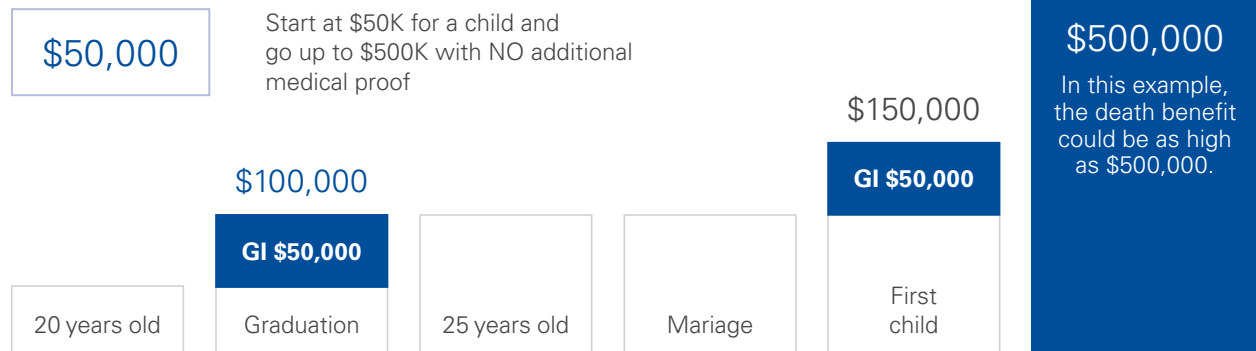 $50,000
Start at $50K for a child and
go up to $500K with NO additional
medical proof
$500,000
In this example,
the death benefit
could be as high
as $500,000.
$150,000
GI $50,000
$100,000
GI $50,000
20 years old
Graduation
25 years old
Mariage
First
child